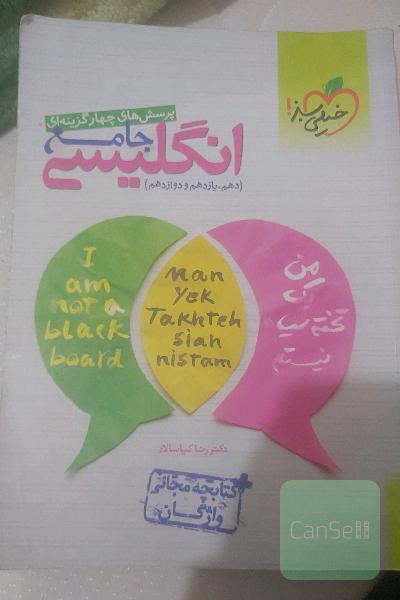 خیلی سبز!
پرسش‌های چهارگزینه‌ای
جامع
انگلیسی
(دهم، یازدهم و دوازدهم)
I
am
not a
black
board
Man
yek
Takhteh
siah
nistam
من
یک
تخته سیاه
نیستم
دکتر رضا کیاسالار
+
کتابچه مجانی
واژگان
CanSell